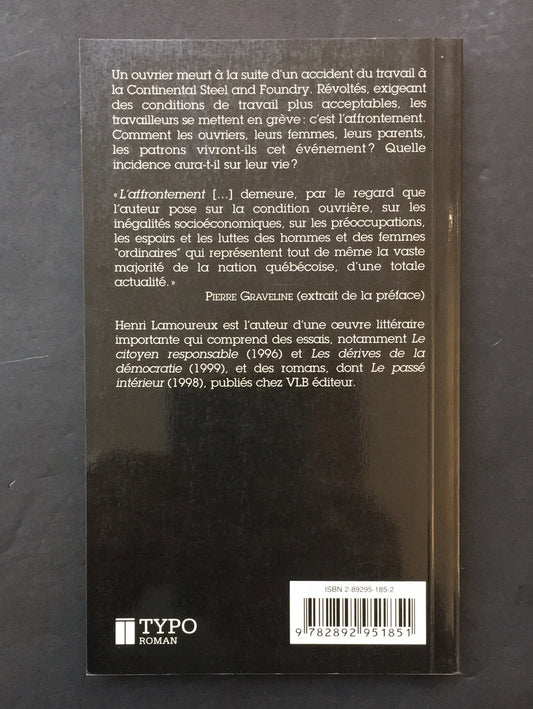 Un ouvrier meurt à la suite d'un accident du travail à
la Continental Steel and Foundry. Révoltés, exigeant
des conditions de travail plus acceptables, les
travailleurs se mettent en grève : c'est l'affrontement.
Comment les ouvriers, leurs femmes, leurs parents,
les patrons vivront-ils cet événement ? Quelle
incidence aura-t-il sur leur vie ?
« L'affrontement [...] demeure, par le regard que
l'auteur pose sur la condition ouvrière, sur les
inégalités socioéconomiques, sur les préoccupations,
les espoirs et les luttes des hommes et des femmes
"ordinaires" qui représentent tout de même la vaste
majorité de la nation québécoise, d'une totale
actualité. »
PIERRE GRAVELINE (extrait de la préface)
Henri Lamoureux est l'auteur d'une œuvre littéraire
importante qui comprend des essais, notamment Le
citoyen responsable (1996) et Les dérives de la
démocratie (1999), et des romans, dont Le passé
intérieur (1998), publiés chez VLB éditeur.
ISBN 2-89295-185-2
9 782892 951851
TYPO
ROMAN